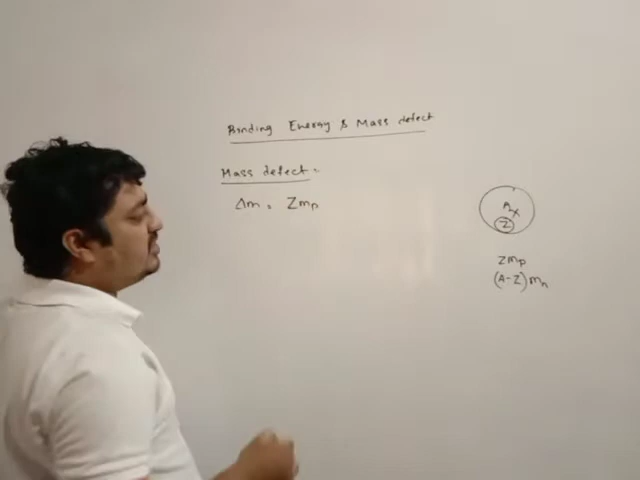 Binding Energy & Mass defect
Mass defect :
Δm = Zmp
A X
Z
Zmp
(A-Z)mn